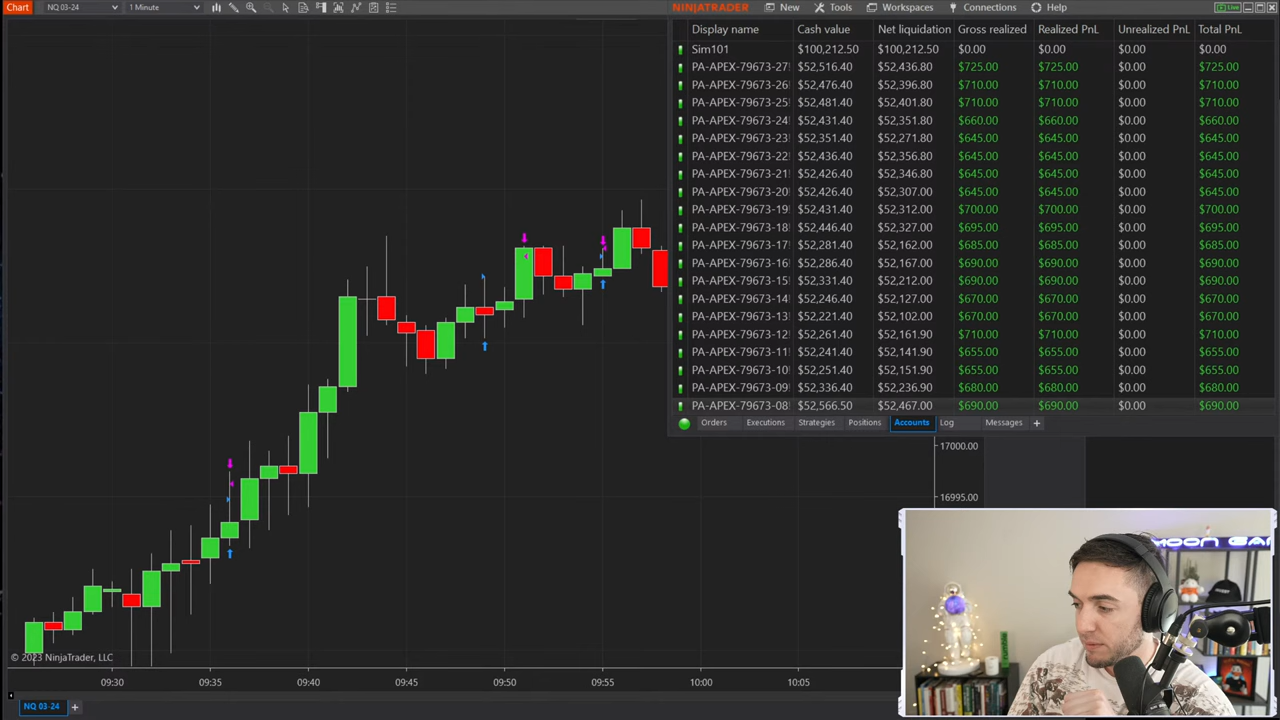 Chart NQ 03-24 1 Minute
NINJATRADER New Tools Workspaces Connections Help Live
Display name Cash value Net liquidation Gross realized Realized PnL Unrealized PnL Total PnL
Sim101 $100,212.50 $100,212.50 $0.00 $0.00 $0.00 $0.00
PA-APEX-79673-27 $52,516.40 $52,436.80 $725.00 $725.00 $0.00 $725.00
PA-APEX-79673-26 $52,476.40 $52,396.80 $710.00 $710.00 $0.00 $710.00
PA-APEX-79673-25 $52,481.40 $52,401.80 $710.00 $710.00 $0.00 $710.00
PA-APEX-79673-24 $52,431.40 $52,351.80 $660.00 $660.00 $0.00 $660.00
PA-APEX-79673-23 $52,351.40 $52,271.80 $645.00 $645.00 $0.00 $645.00
PA-APEX-79673-22 $52,436.40 $52,356.80 $645.00 $645.00 $0.00 $645.00
PA-APEX-79673-21 $52,426.40 $52,346.80 $645.00 $645.00 $0.00 $645.00
PA-APEX-79673-20 $52,426.40 $52,307.00 $645.00 $645.00 $0.00 $645.00
PA-APEX-79673-19 $52,431.40 $52,312.00 $700.00 $700.00 $0.00 $700.00
PA-APEX-79673-18 $52,446.40 $52,327.00 $695.00 $695.00 $0.00 $695.00
PA-APEX-79673-17 $52,281.40 $52,162.00 $685.00 $685.00 $0.00 $685.00
PA-APEX-79673-16 $52,286.40 $52,167.00 $690.00 $690.00 $0.00 $690.00
PA-APEX-79673-15 $52,331.40 $52,212.00 $690.00 $690.00 $0.00 $690.00
PA-APEX-79673-14 $52,246.40 $52,127.00 $670.00 $670.00 $0.00 $670.00
PA-APEX-79673-13 $52,221.40 $52,102.00 $670.00 $670.00 $0.00 $670.00
PA-APEX-79673-12 $52,261.40 $52,161.90 $710.00 $710.00 $0.00 $710.00
PA-APEX-79673-11 $52,241.40 $52,141.90 $655.00 $655.00 $0.00 $655.00
PA-APEX-79673-10 $52,251.40 $52,151.90 $655.00 $655.00 $0.00 $655.00
PA-APEX-79673-09 $52,336.40 $52,236.90 $680.00 $680.00 $0.00 $680.00
PA-APEX-79673-08 $52,566.50 $52,467.00 $690.00 $690.00 $0.00 $690.00
Orders Executions Strategies Positions Accounts Log Messages +
17000.00
16995.00
MOON GA
© 2023 NinjaTrader, LLC
09:30 09:35 09:40 09:45 09:50 09:55 10:00 10:05
NQ 03-24 +